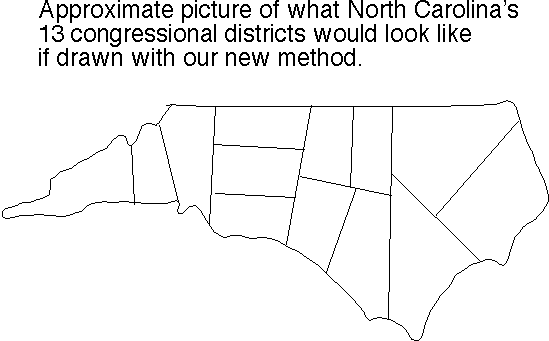 Approximate picture of what North Carolina's
13 congressional districts would look like
if drawn with our new method.